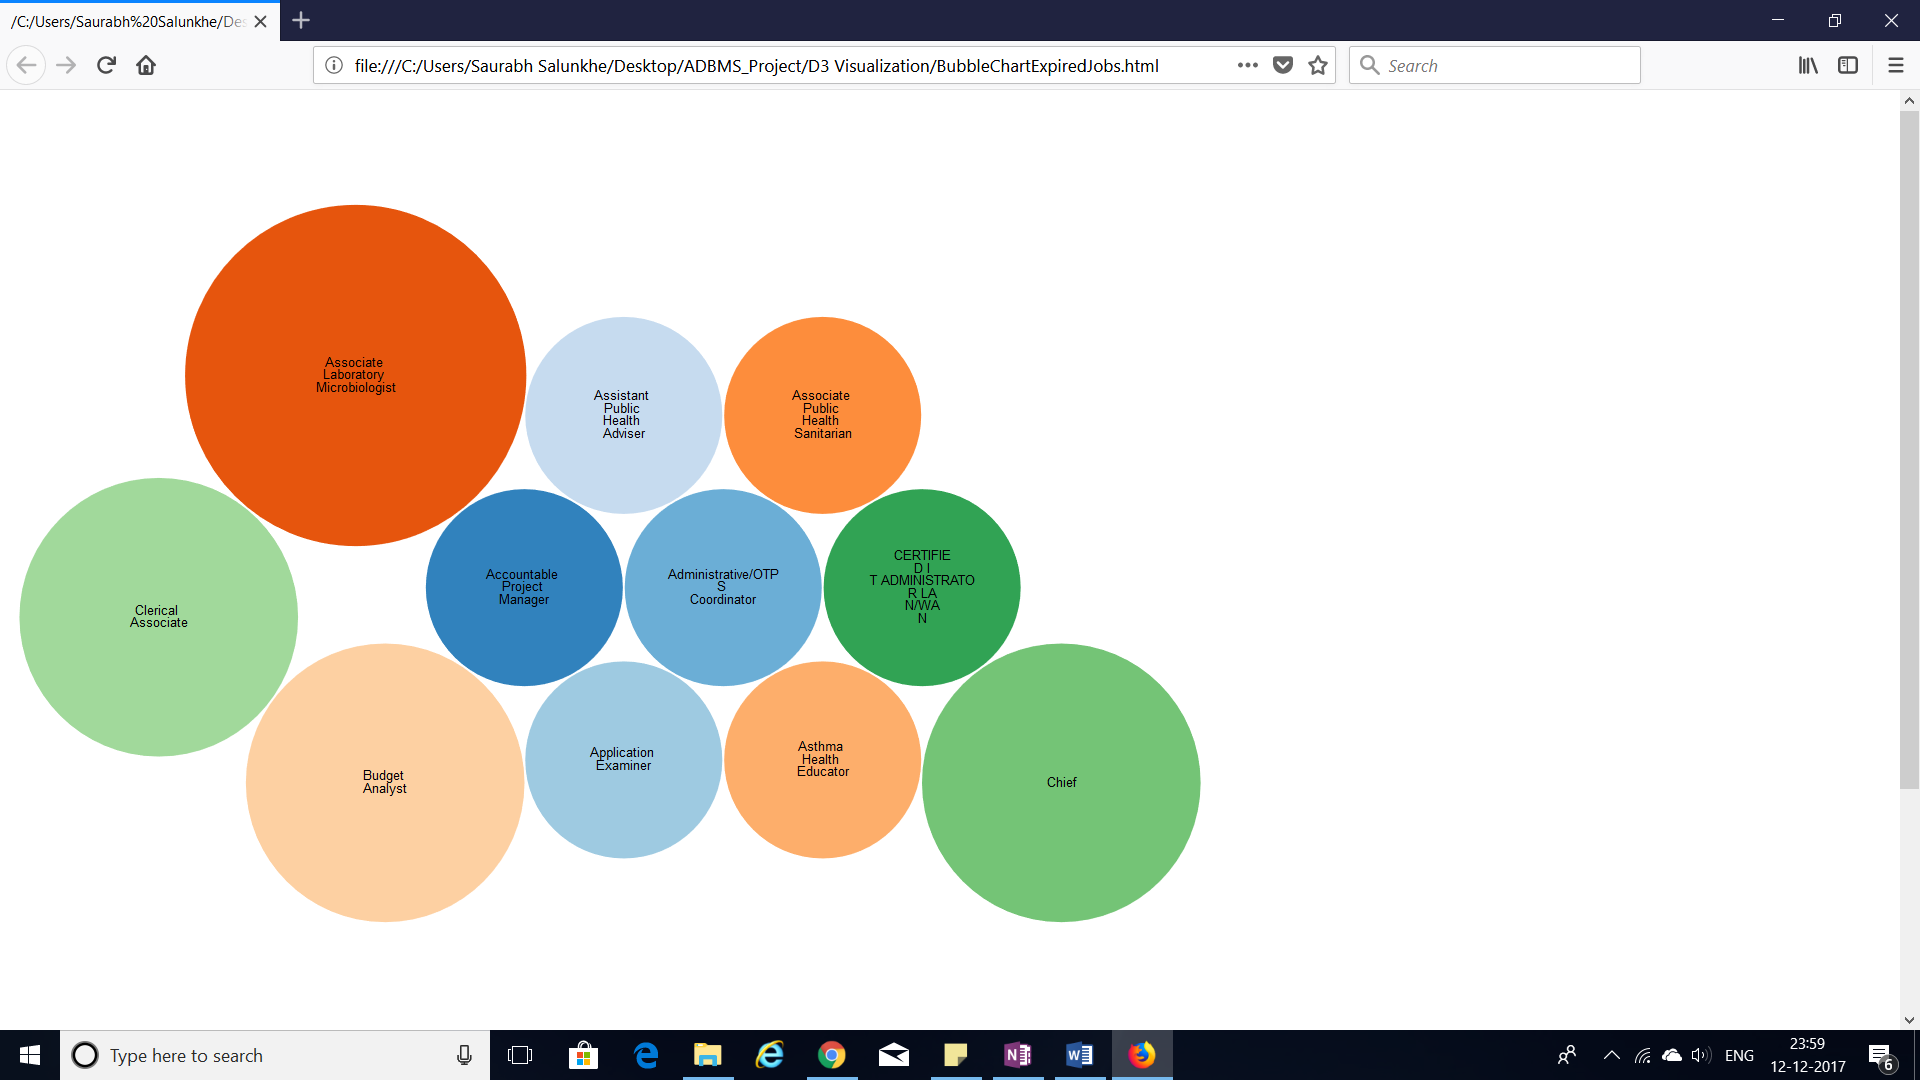 /C:/Users/Saurabh%20Salunkhe/Des
file:///C:/Users/Saurabh Salunkhe/Desktop/ADBMS_Project/D3 Visualization/BubbleChartExpiredJobs.html
Search
Associate
Laboratory
Microbiologist
Assistant
Public
Health
Adviser
Associate
Public
Health
Sanitarian
Clerical
Associate
Accountable
Project
Manager
Administrative/OTP
S
Coordinator
CERTIFIE
D I
T ADMINISTRATO
R LA
N/WA
N
Budget
Analyst
Application
Examiner
Asthma
Health
Educator
Chief
Type here to search
ENG
23:59
12-12-2017
6